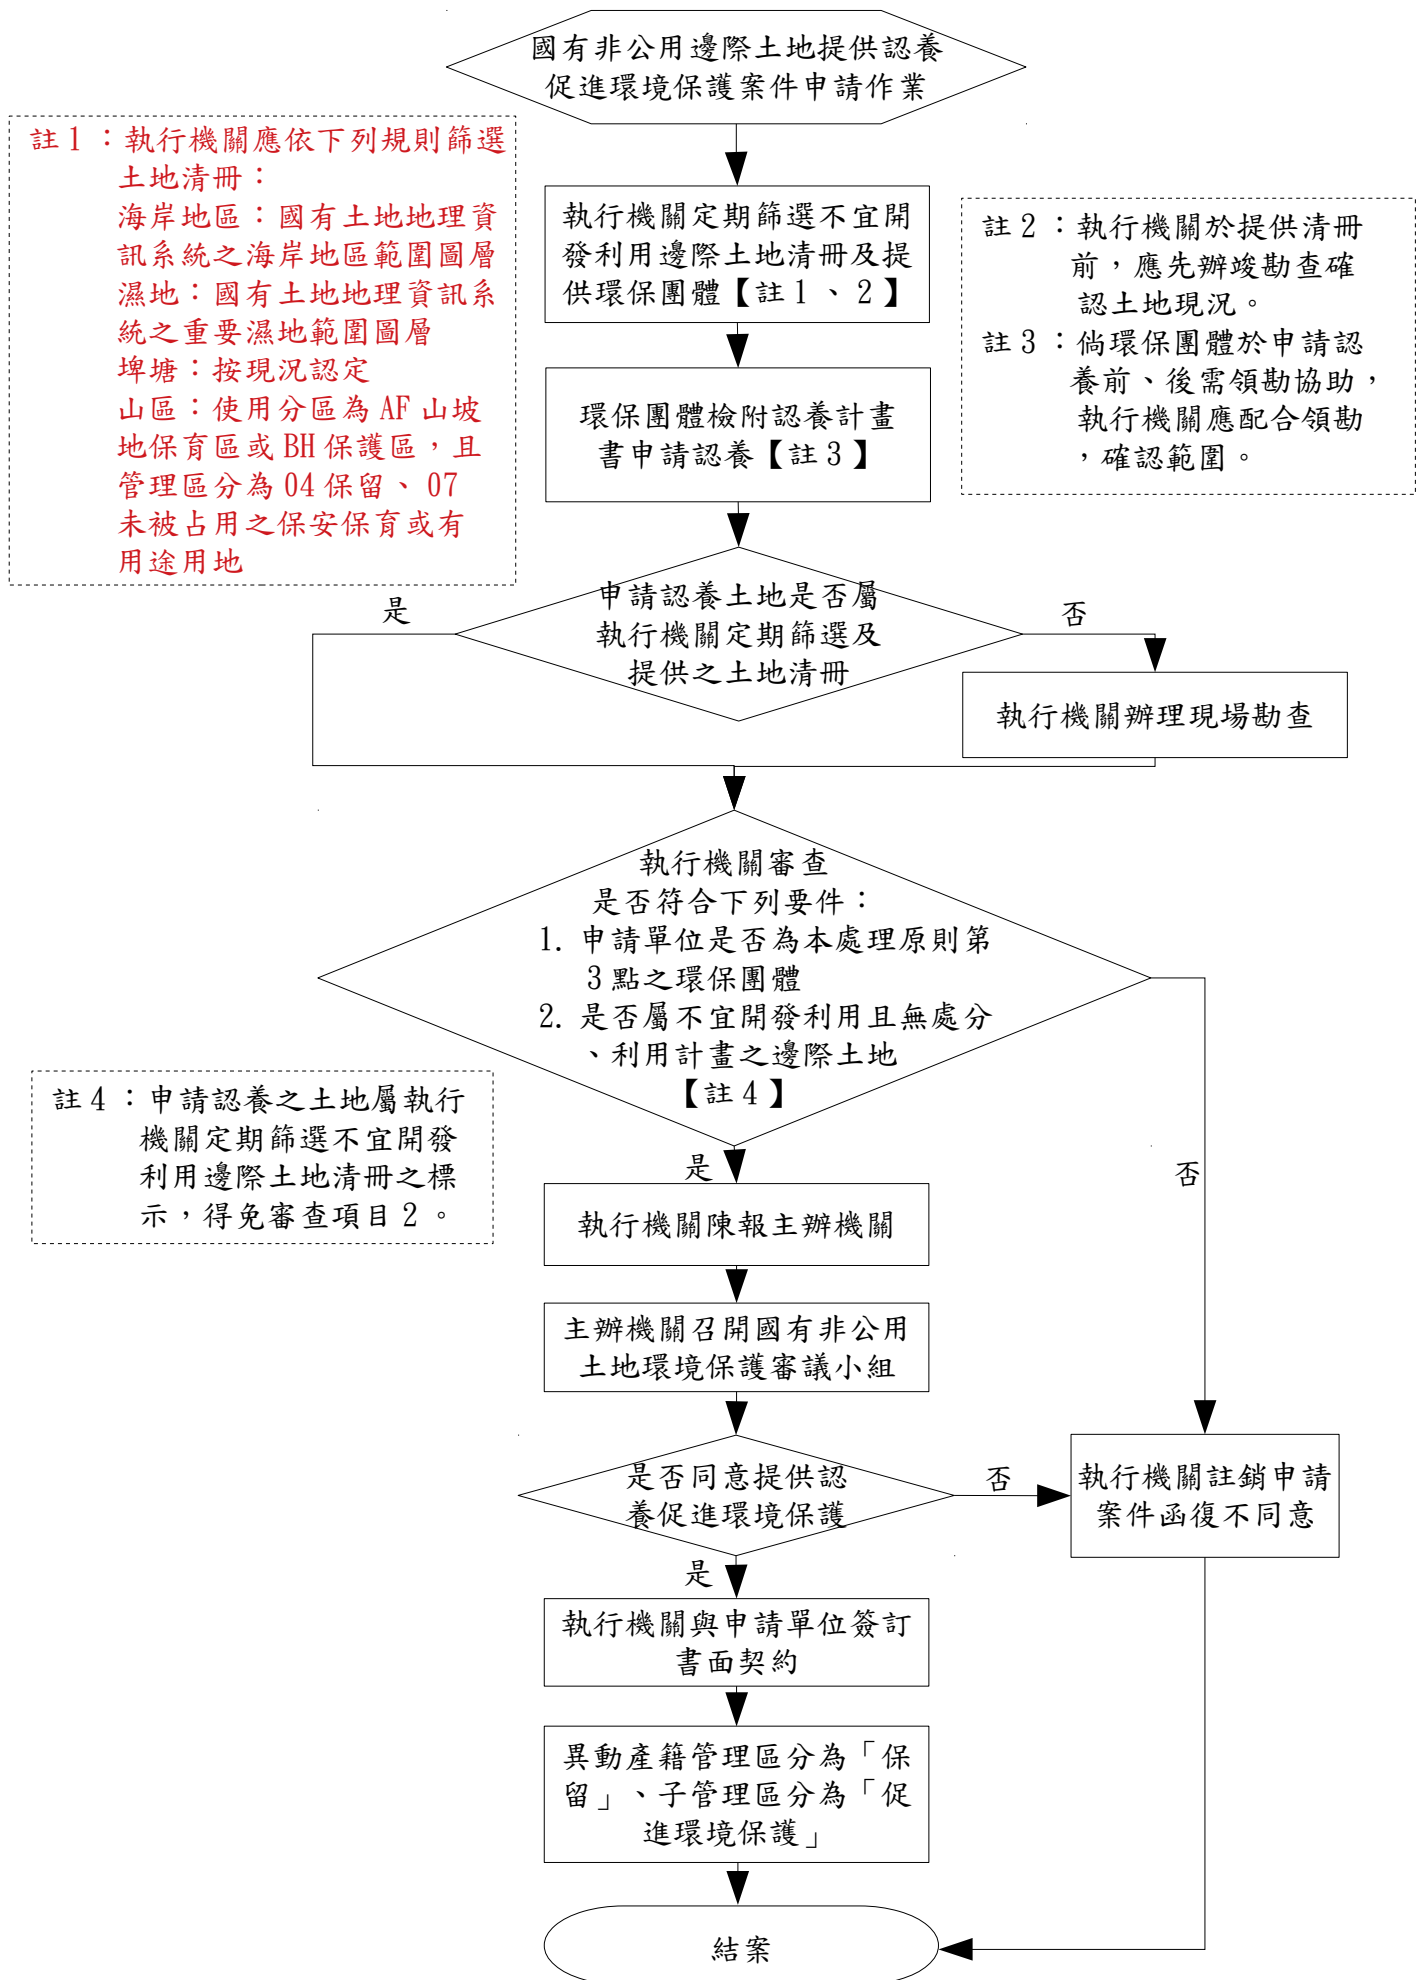 國有非公用邊際土地提供認養
促進環境保護案件申請作業
註1：執行機關應依下列規則篩選
土地清冊：
海岸地區：國有土地地理資
訊系統之海岸地區範圍圖層
濕地：國有土地地理資訊系
統之重要濕地範圍圖層
埤塘：按現況認定
山區：使用分區為AF山坡
地保育區或BH保護區，且
管理區分為04保留、07
未被占用之保安保育或有
用途用地
執行機關定期篩選不宜開
發利用邊際土地清冊及提
供環保團體【註1、2】
註2：執行機關於提供清冊
前，應先辦竣勘查確
認土地現況。
註3：倘環保團體於申請認
養前、後需領勘協助，
執行機關應配合領勘
，確認範圍。
環保團體檢附認養計畫
書申請認養【註3】
申請認養土地是否屬
執行機關定期篩選及
提供之土地清冊
是
否
執行機關辦理現場勘查
執行機關審查
是否符合下列要件：
1. 申請單位是否為本處理原則第
3點之環保團體
2. 是否屬不宜開發利用且無處分
、利用計畫之邊際土地
【註4】
註4：申請認養之土地屬執行
機關定期篩選不宜開發
利用邊際土地清冊之標
示，得免審查項目2。
是
否
執行機關陳報主辦機關
主辦機關召開國有非公用
土地環境保護審議小組
是否同意提供認
養促進環境保護
否
執行機關註銷申請
案件函復不同意
是
執行機關與申請單位簽訂
書面契約
異動產籍管理區分為「保
留」、子管理區分為「促
進環境保護」
結案